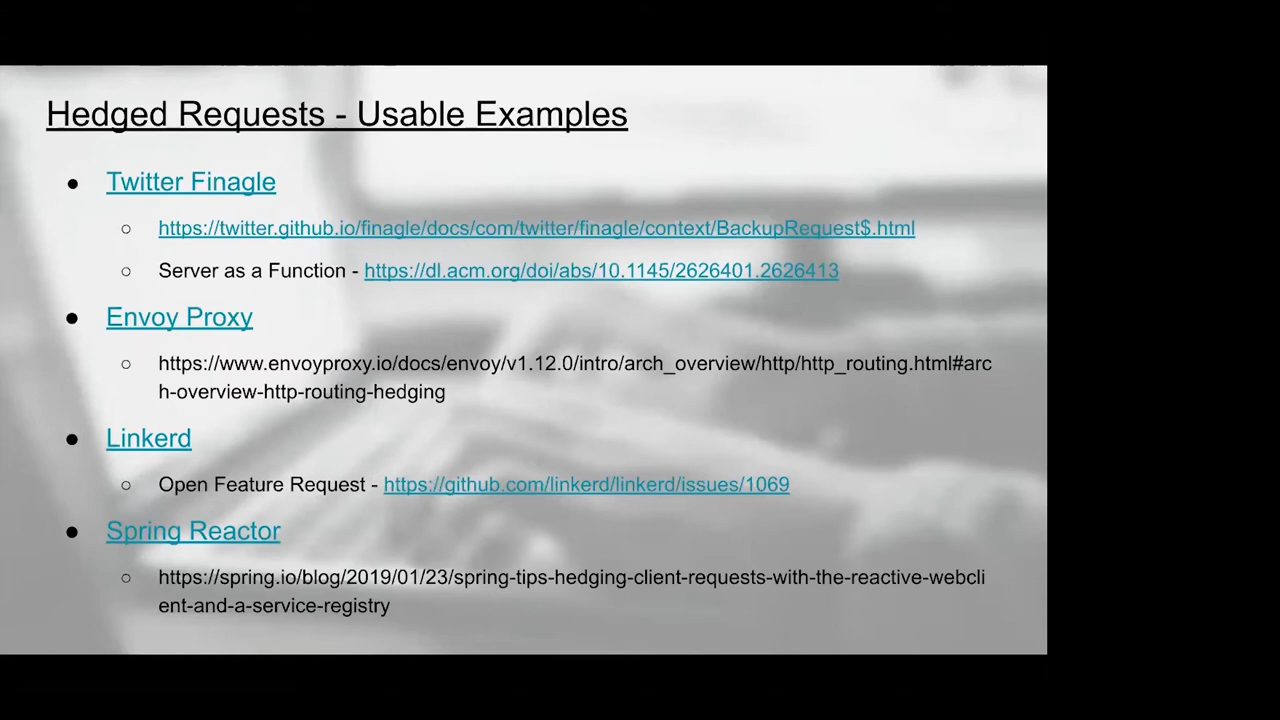 Hedged Requests - Usable Examples
● Twitter Finagle
○ https://twitter.github.io/finagle/docs/com/twitter/finagle/context/BackupRequest$.html
○ Server as a Function - https://dl.acm.org/doi/abs/10.1145/2626401.2626413
● Envoy Proxy
○ https://www.envoyproxy.io/docs/envoy/v1.12.0/intro/arch_overview/http/http_routing.html#arc
h-overview-http-routing-hedging
● Linkerd
○ Open Feature Request - https://github.com/linkerd/linkerd/issues/1069
● Spring Reactor
○ https://spring.io/blog/2019/01/23/spring-tips-hedging-client-requests-with-the-reactive-webcli
ent-and-a-service-registry